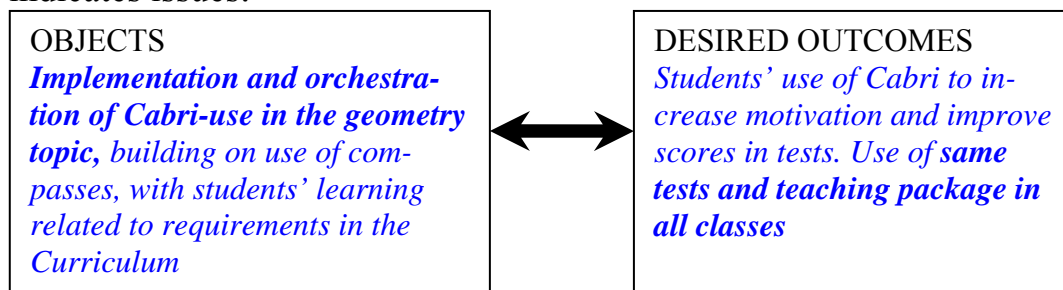 indicates issues.
OBJECTS
Implementation and orchestra-
tion of Cabri-use in the geometry
topic, building on use of com-
passes, with students’ learning
related to requirements in the
Curriculum
DESIRED OUTCOMES
Students’ use of Cabri to in-
crease motivation and improve
scores in tests. Use of same
tests and teaching package in
all classes